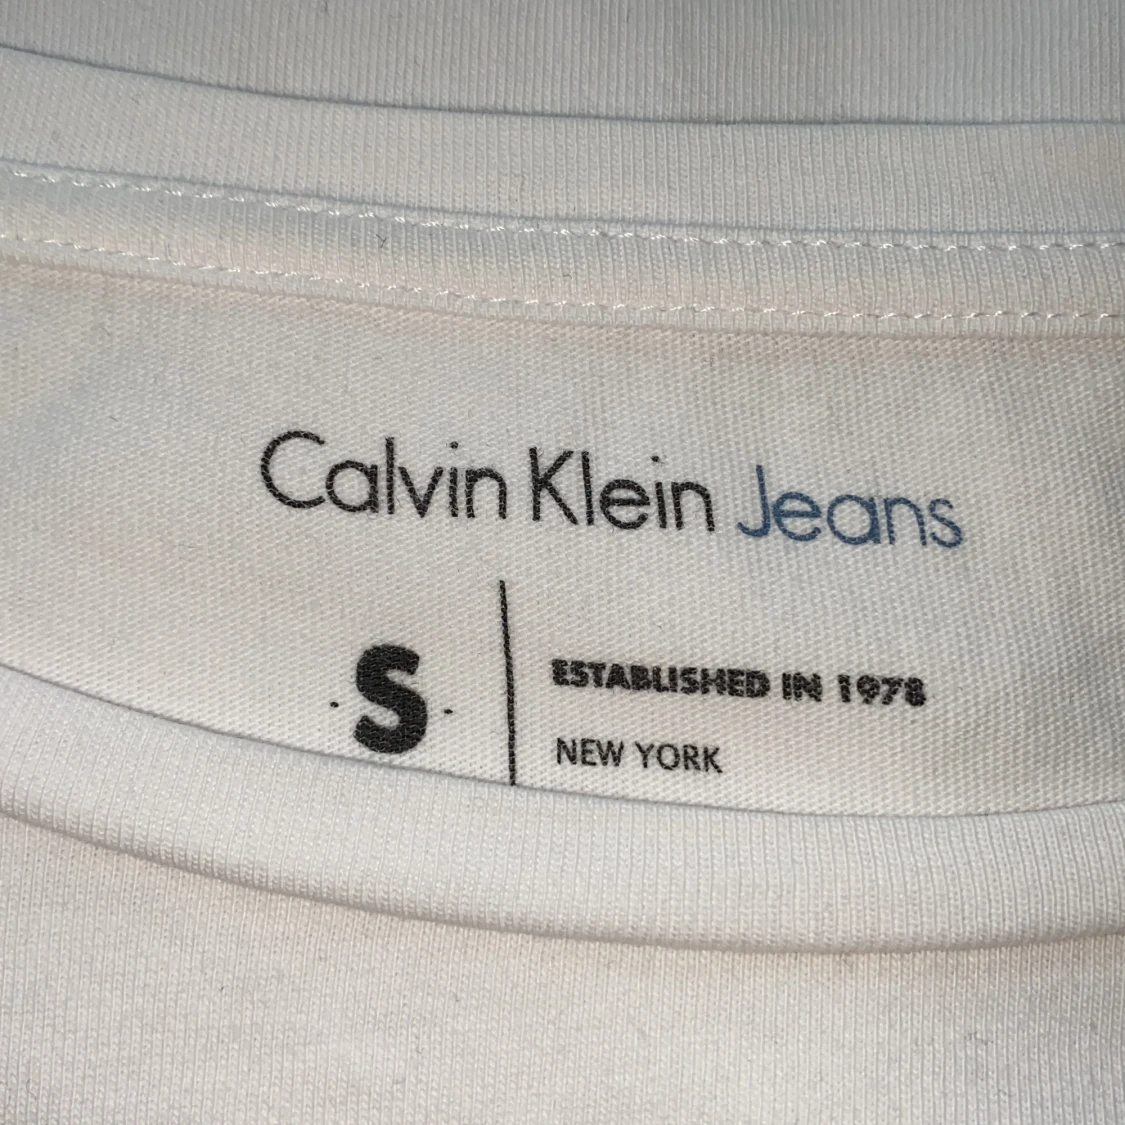 Calvin Klein Jeans
· S ·
ESTABLISHED IN 1978
NEW YORK